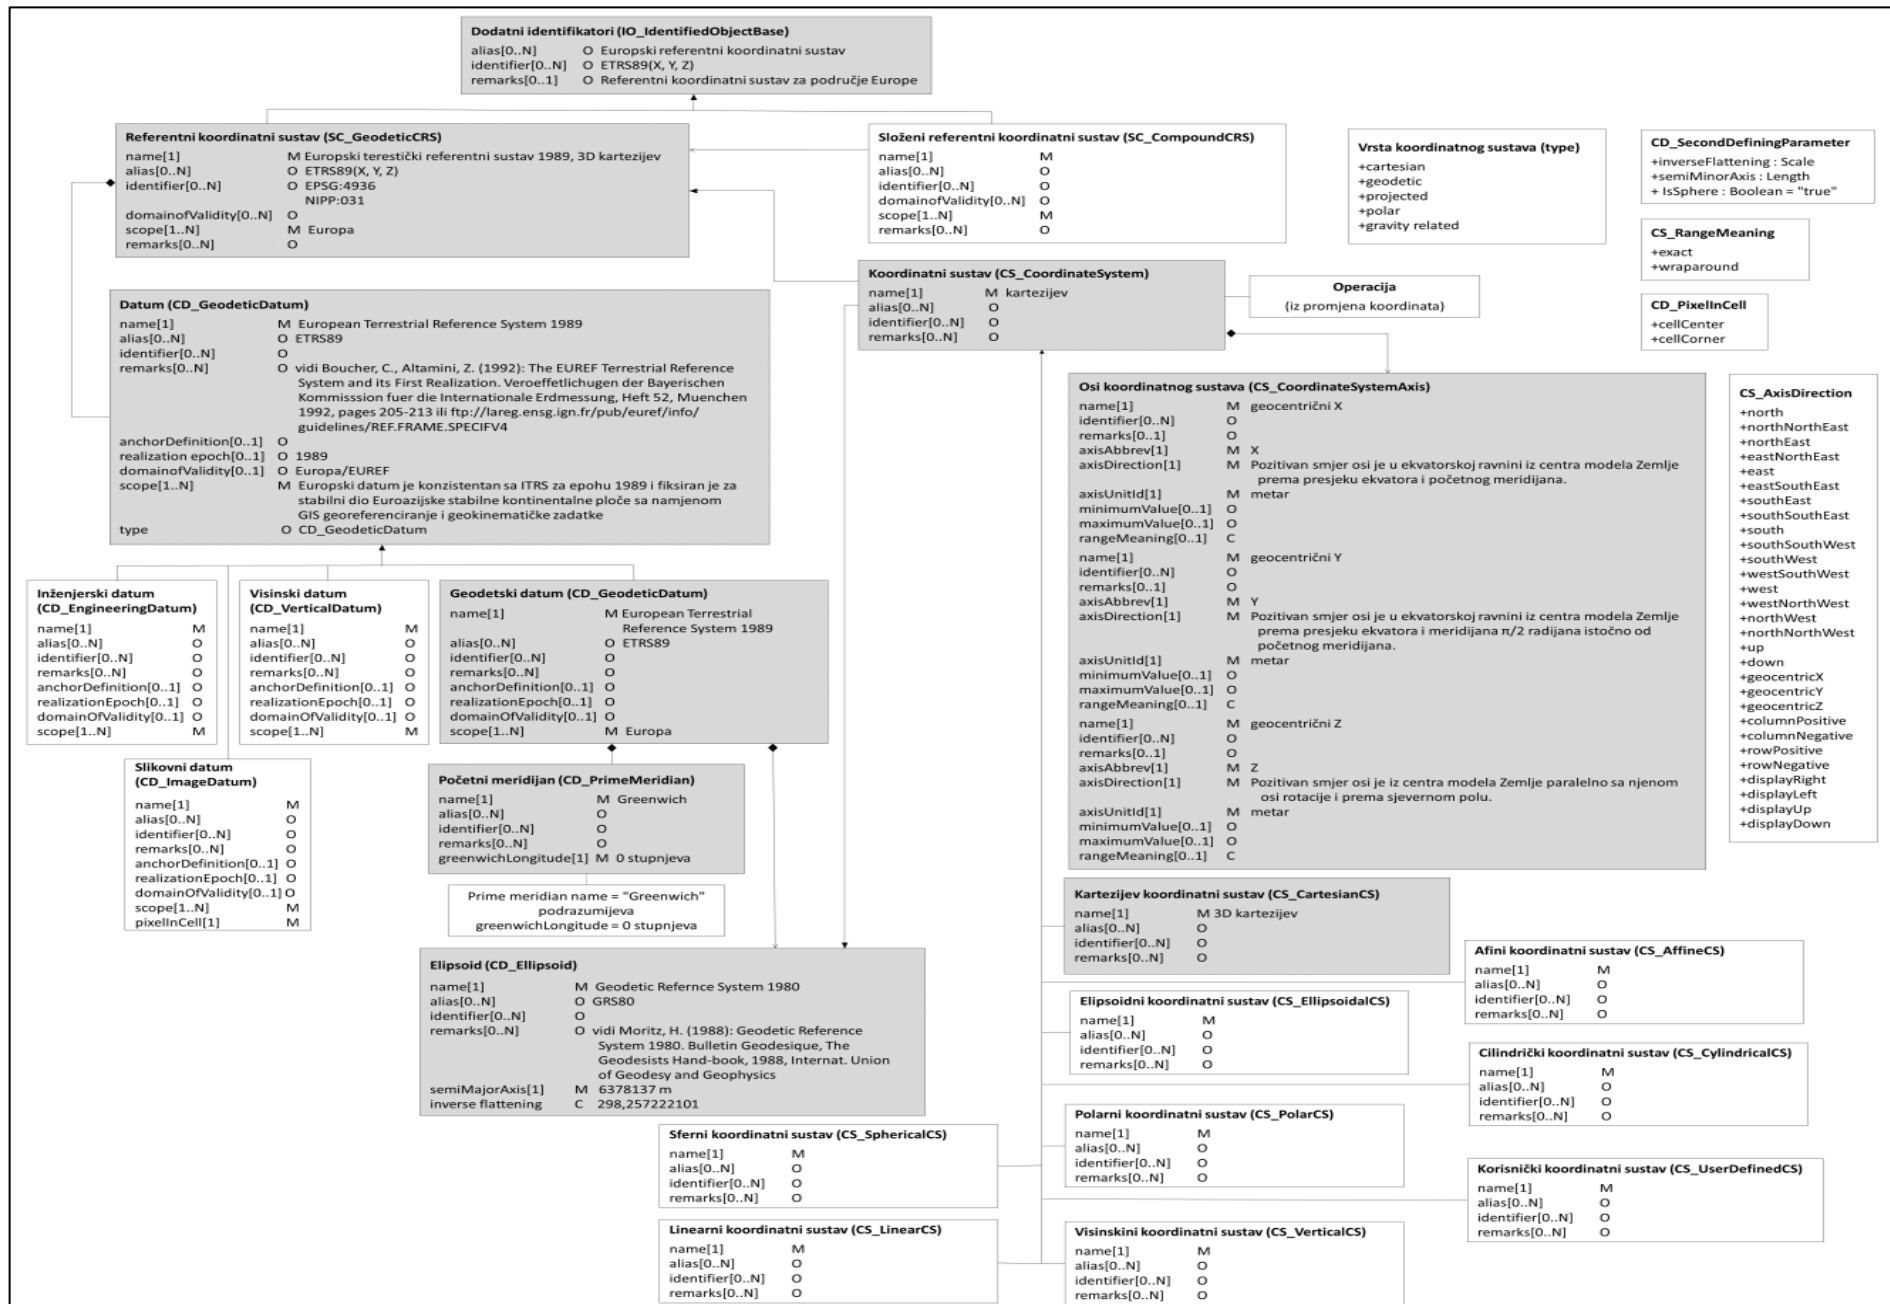 Dodatni identifikatori (IO_IdentifiedObjectBase)
alias[0..N] O Europski referentni koordinatni sustav
identifier[0..N] O ETRS89(X, Y, Z)
remarks[0..1] O Referentni koordinatni sustav za područje Europe
Referentni koordinatni sustav (SC_GeodeticCRS)
name[1] M Europski terestički referentni sustav 1989, 3D kartezijev
alias[0..N] O ETRS89(X, Y, Z)
identifier[0..N] O EPSG:4936
NIPP:031
domainofValidity[0..N] O
scope[1..N] M Europa
remarks[0..N] O
Složeni referentni koordinatni sustav (SC_CompoundCRS)
name[1] M
alias[0..N] O
identifier[0..N] O
domainofValidity[0..N] O
scope[1..N] M
remarks[0..N] O
Vrsta koordinatnog sustava (type)
+cartesian
+geodetic
+projected
+polar
+gravity related
CD_SecondDefiningParameter
+inverseFlattening : Scale
+semiMinorAxis : Length
+ IsSphere : Boolean = "true"
CS_RangeMeaning
+exact
+wraparound
CD_PixelInCell
+cellCenter
+cellCorner
Koordinatni sustav (CS_CoordinateSystem)
name[1] M kartezijev
alias[0..N] O
identifier[0..N] O
remarks[0..N] O
Operacija
(iz promjena koordinata)
Datum (CD_GeodeticDatum)
name[1] M European Terrestrial Reference System 1989
alias[0..N] O ETRS89
identifier[0..N] O
remarks[0..N] O vidi Boucher, C., Altamini, Z. (1992): The EUREF Terrestrial Reference
System and its First Realization. Veroeffetlichugen der Bayerischen
Kommisssion fuer die Internationale Erdmessung, Heft 52, Muenchen
1992, pages 205-213 ili ftp://lareg.ensg.ign.fr/pub/euref/info/
guidelines/REF.FRAME.SPECIFV4
anchorDefinition[0..1] O
realization epoch[0..1] O 1989
domainofValidity[0..1] O Europa/EUREF
scope[1..N] M Europski datum je konzistentan sa ITRS za epohu 1989 i fiksiran je za
stabilni dio Euroazijske stabilne kontinentalne ploče sa namjenom
GIS georeferenciranje i geokinematičke zadatke
type O CD_GeodeticDatum
Osi koordinatnog sustava (CS_CoordinateSystemAxis)
name[1] M geocentrični X
identifier[0..N] O
remarks[0..1] O
axisAbbrev[1] M X
axisDirection[1] M Pozitivan smjer osi je u ekvatorskoj ravnini iz centra modela Zemlje
prema presjeku ekvatora i početnog meridijana.
axisUnitId[1] M metar
minimumValue[0..1] O
maximumValue[0..1] O
rangeMeaning[0..1] C
name[1] M geocentrični Y
identifier[0..N] O
remarks[0..1] O
axisAbbrev[1] M Y
axisDirection[1] M Pozitivan smjer osi je u ekvatorskoj ravnini iz centra modela Zemlje
prema presjeku ekvatora i meridijana π/2 radijana istočno od
početnog meridijana.
axisUnitId[1] M metar
minimumValue[0..1] O
maximumValue[0..1] O
rangeMeaning[0..1] C
name[1] M geocentrični Z
identifier[0..N] O
remarks[0..1] O
axisAbbrev[1] M Z
axisDirection[1] M Pozitivan smjer osi je iz centra modela Zemlje paralelno sa njenom
osi rotacije i prema sjevernom polu.
axisUnitId[1] M metar
minimumValue[0..1] O
maximumValue[0..1] O
rangeMeaning[0..1] C
CS_AxisDirection
+north
+northNorthEast
+northEast
+eastNorthEast
+east
+eastSouthEast
+southEast
+southSouthEast
+south
+southSouthWest
+southWest
+westSouthWest
+west
+westNorthWest
+northWest
+northNorthWest
+up
+down
+geocentricX
+geocentricY
+geocentricZ
+columnPositive
+columnNegative
+rowPositive
+rowNegative
+displayRight
+displayLeft
+displayUp
+displayDown
Inženjerski datum
(CD_EngineeringDatum)
name[1] M
alias[0..N] O
identifier[0..N] O
remarks[0..N] O
anchorDefinition[0..1] O
realizationEpoch[0..1] O
domainOfValidity[0..1] O
scope[1..N] M
Visinski datum
(CD_VerticalDatum)
name[1] M
alias[0..N] O
identifier[0..N] O
remarks[0..N] O
anchorDefinition[0..1] O
realizationEpoch[0..1] O
domainOfValidity[0..1] O
scope[1..N] M
Geodetski datum (CD_GeodeticDatum)
name[1] M European Terrestrial
Reference System 1989
alias[0..N] O ETRS89
identifier[0..N] O
remarks[0..N] O
anchorDefinition[0..1] O
realizationEpoch[0..1] O
domainOfValidity[0..1] O
scope[1..N] M Europa
Slikovni datum
(CD_ImageDatum)
name[1] M
alias[0..N] O
identifier[0..N] O
remarks[0..N] O
anchorDefinition[0..1] O
realizationEpoch[0..1] O
domainOfValidity[0..1] O
scope[1..N] M
pixelInCell[1] M
Početni meridijan (CD_PrimeMeridian)
name[1] M Greenwich
alias[0..N] O
identifier[0..N] O
remarks[0..N] O
greenwichLongitude[1] M 0 stupnjeva
Prime meridian name = "Greenwich"
podrazumijeva
greenwichLongitude = 0 stupnjeva
Elipsoid (CD_Ellipsoid)
name[1] M Geodetic Refernce System 1980
alias[0..N] O GRS80
identifier[0..N] O
remarks[0..N] O vidi Moritz, H. (1988): Geodetic Reference
System 1980. Bulletin Geodesique, The
Geodesists Hand-book, 1988, Internat. Union
of Geodesy and Geophysics
semiMajorAxis[1] M 6378137 m
inverse flattening C 298,257222101
Kartezijev koordinatni sustav (CS_CartesianCS)
name[1] M 3D kartezijev
alias[0..N] O
identifier[0..N] O
remarks[0..N] O
Afini koordinatni sustav (CS_AffineCS)
name[1] M
alias[0..N] O
identifier[0..N] O
remarks[0..N] O
Elipsoidni koordinatni sustav (CS_EllipsoidalCS)
name[1] M
alias[0..N] O
identifier[0..N] O
remarks[0..N] O
Cilindrički koordinatni sustav (CS_CylindricalCS)
name[1] M
alias[0..N] O
identifier[0..N] O
remarks[0..N] O
Polarni koordinatni sustav (CS_PolarCS)
name[1] M
alias[0..N] O
identifier[0..N] O
remarks[0..N] O
Sferni koordinatni sustav (CS_SphericalCS)
name[1] M
alias[0..N] O
identifier[0..N] O
remarks[0..N] O
Korisnički koordinatni sustav (CS_UserDefinedCS)
name[1] M
alias[0..N] O
identifier[0..N] O
remarks[0..N] O
Linearni koordinatni sustav (CS_LinearCS)
name[1] M
alias[0..N] O
identifier[0..N] O
remarks[0..N] O
Visinskini koordinatni sustav (CS_VerticalCS)
name[1] M
alias[0..N] O
identifier[0..N] O
remarks[0..N] O